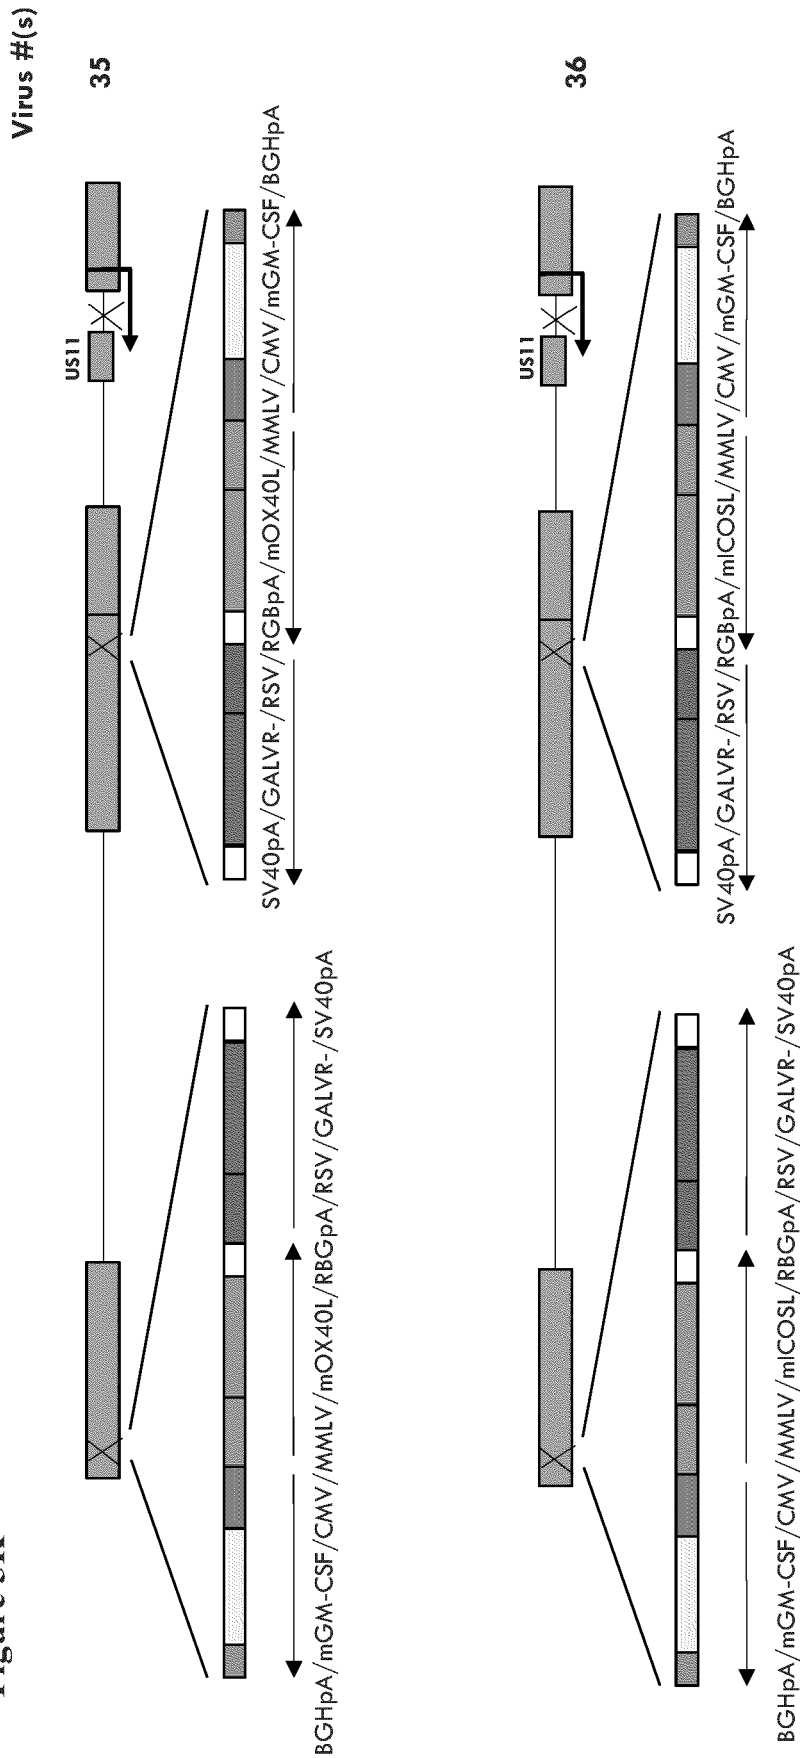 Figure
Virus #(s)
US11
35
SV40pA/GALVR-/RSV/RGBpA/mOX40L/MMLV/CMV/mGM-CSF/BGHpA
BGHpA/mGM-CSF/CMV/MMLV/mOX40L/RBGpA/RSV/GALVR-/SV40pA
US11
36
SV40pA/GALVR-/RSV/RGBpA/mICOSL/MMLV/CMV/mGM-CSF/BGHpA
BGHpA/mGM-CSF/CMV/MMLV/mICOSL/RBGpA/RSV/GALVR-/SV40pA